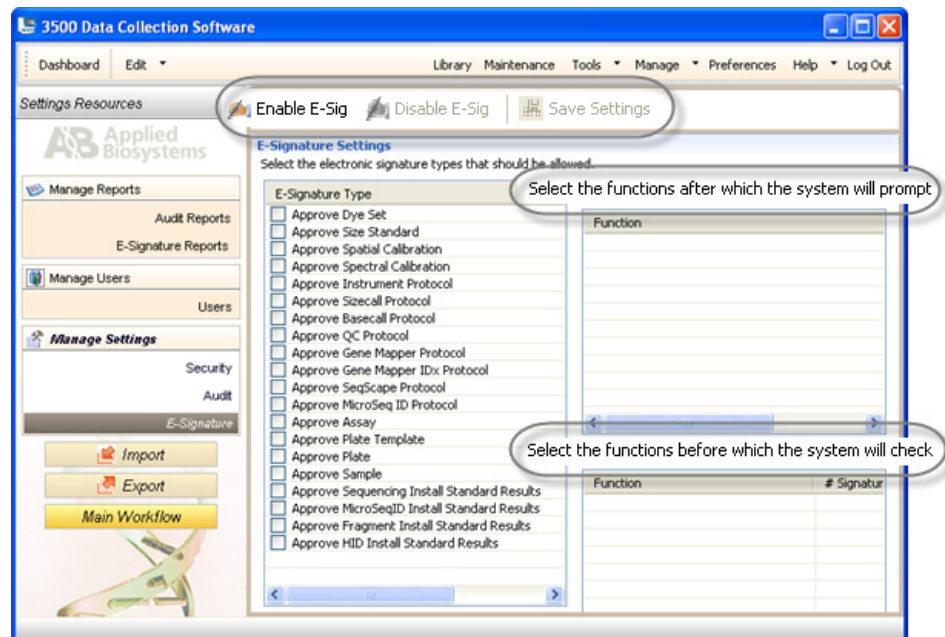 3500 Data Collection Software
Dashboard Edit Library Maintenance Tools Manage Preferences Help Log Out
Settings Resources
Enable E-Sig Disable E-Sig Save Settings
AB Applied
Biosystems
Manage Reports
Audit Reports
E-Signature Reports
Manage Users
Users
Manage Settings
Security
Audit
E-Signature
Import
Export
Main Workflow
E-Signature Settings
Select the electronic signature types that should be allowed.
E-Signature Type
Approve Dye Set
Approve Size Standard
Approve Spatial Calibration
Approve Spectral Calibration
Approve Instrument Protocol
Approve Sizecall Protocol
Approve Basecall Protocol
Approve QC Protocol
Approve Gene Mapper Protocol
Approve Gene Mapper IDx Protocol
Approve SeqScape Protocol
Approve MicroSeq ID Protocol
Approve Assay
Approve Plate Template
Approve Plate
Approve Sample
Approve Sequencing Install Standard Results
Approve MicroSeqID Install Standard Results
Approve Fragment Install Standard Results
Approve HID Install Standard Results
Select the functions after which the system will prompt
Function
Select the functions before which the system will check
Function # Signatur